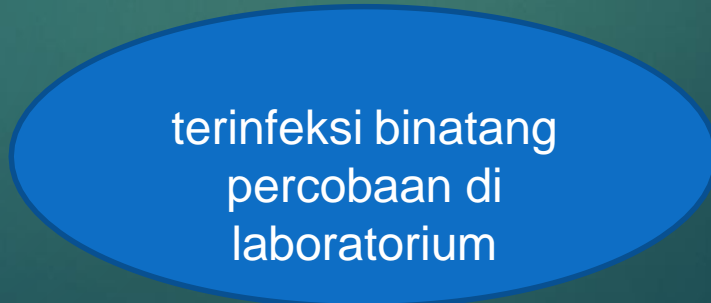 terinfeksi binatang
percobaan di
laboratorium